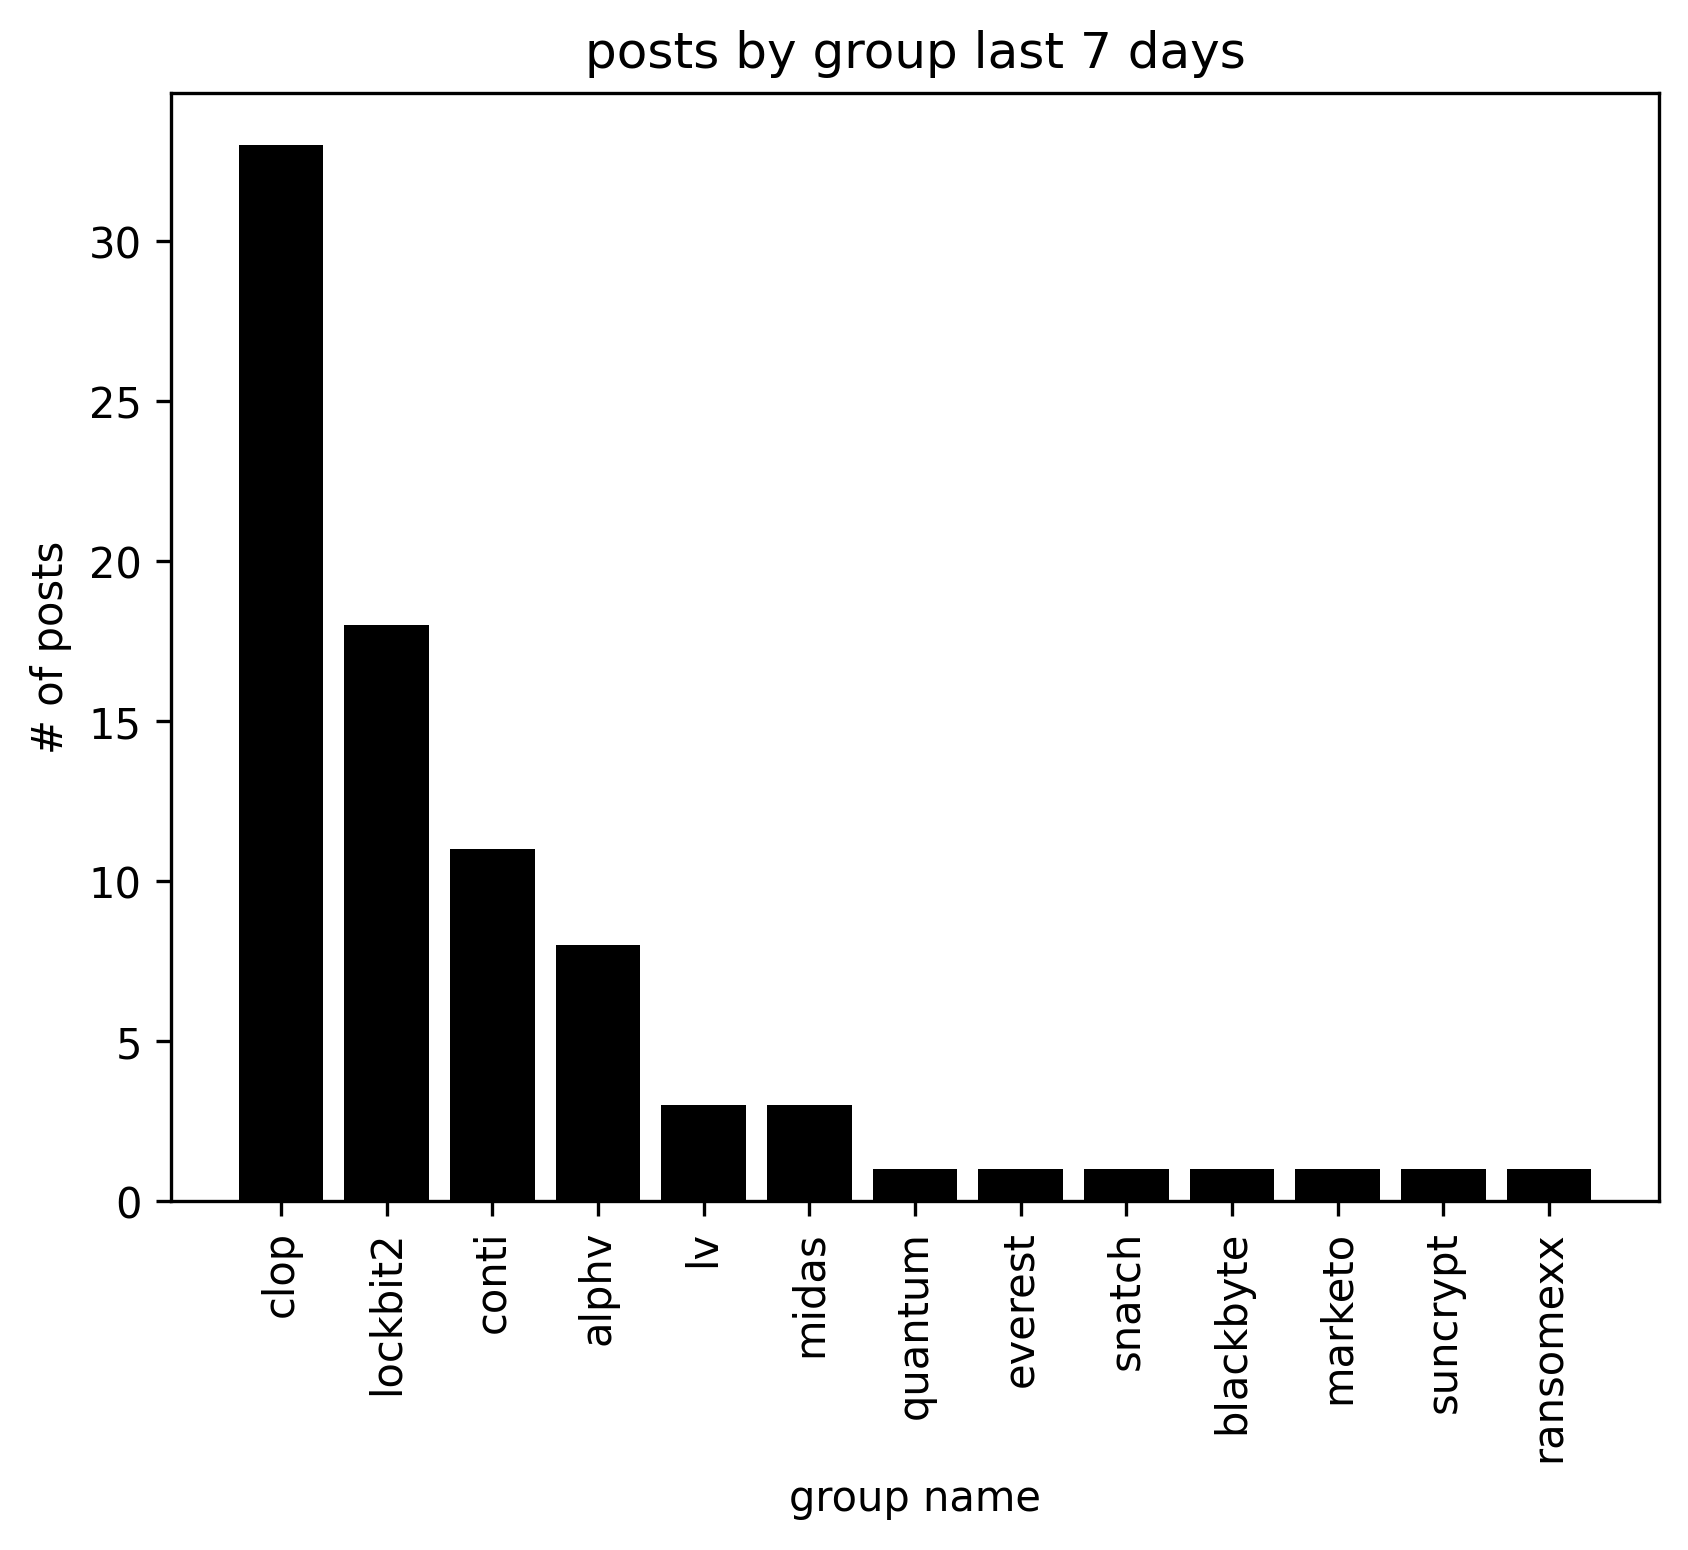 posts by group last 7 days
# of posts
30
25
20
15
10
5
0
clop
lockbit2
conti
alphv
lv
midas
quantum
everest
snatch
blackbyte
marketo
suncrypt
ransomexx
group name